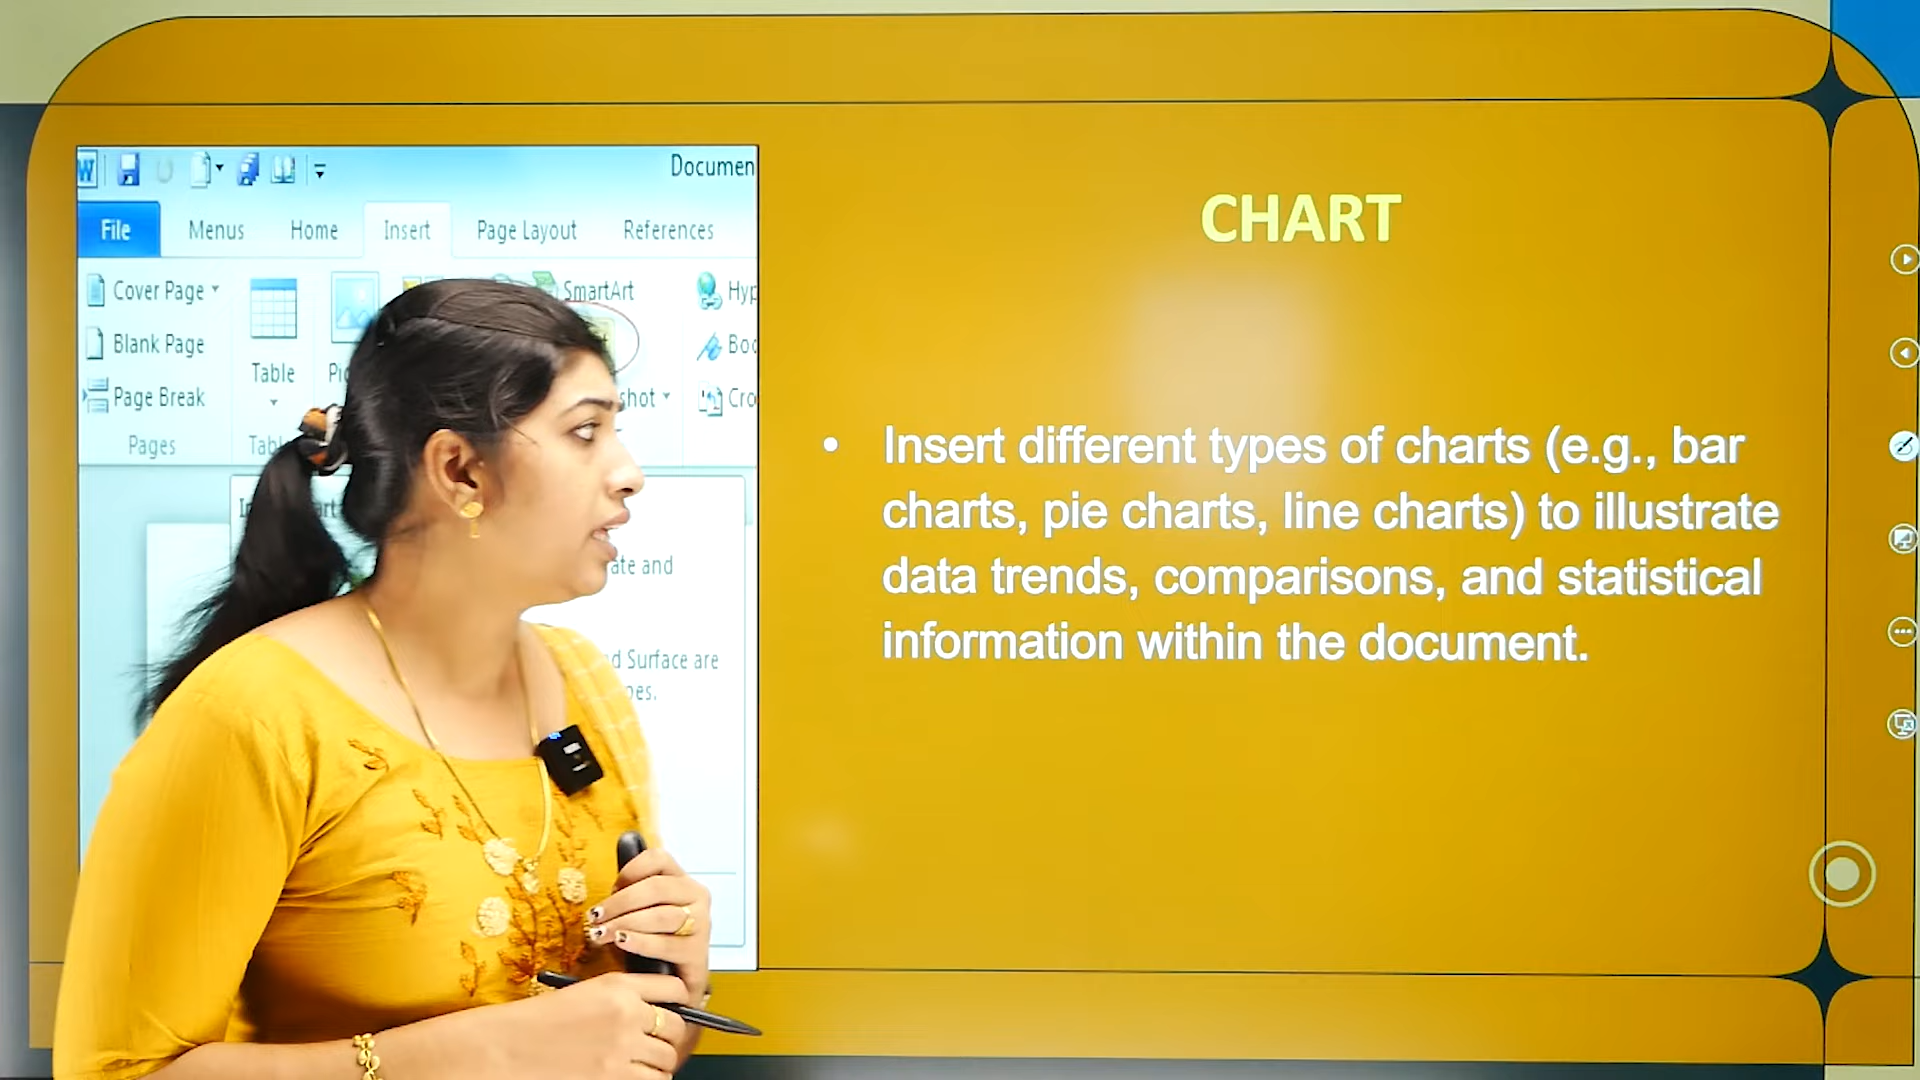 W
Documen
File Menus Home Insert Page Layout References
Cover Page
Blank Page
Page Break
Pages
Table
SmartArt
shot
CHART
• Insert different types of charts (e.g., bar
charts, pie charts, line charts) to illustrate
data trends, comparisons, and statistical
information within the document.
ate and
d Surface are